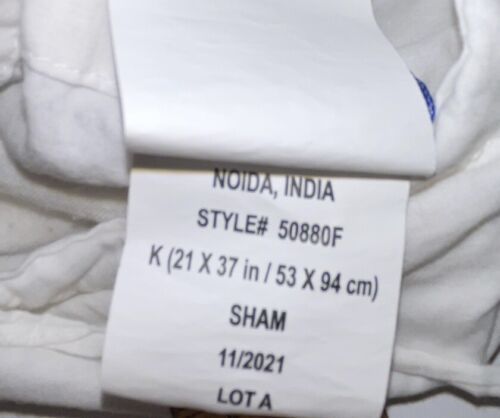 NOIDA, INDIA
STYLE# 50880F
K (21 X 37 in / 53 X 94 cm)
SHAM
11/2021
LOT A